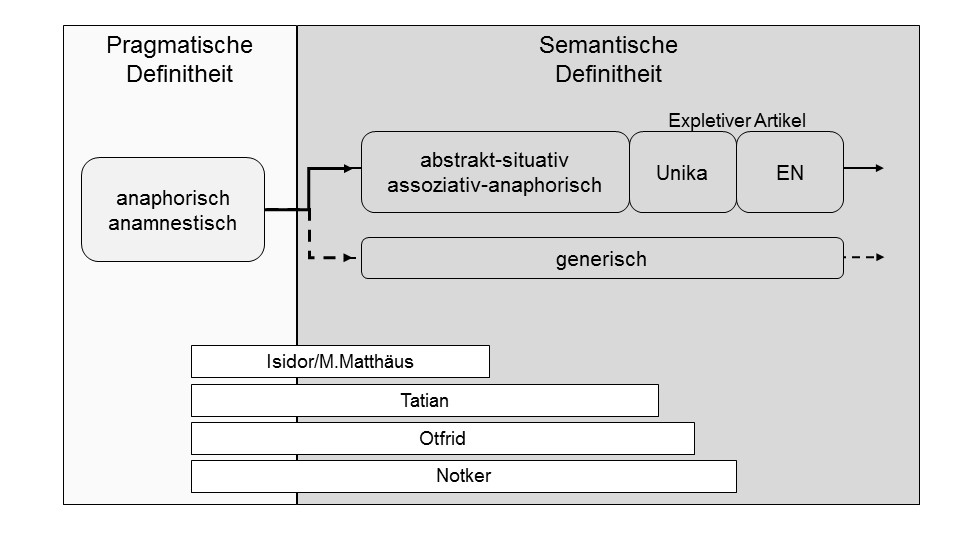 Pragmatische
Definitheit
Semantische
Definitheit
Expletiver Artikel
anaphorisch
anamnestisch
abstrakt-situativ
assoziativ-anaphorisch
Unika
EN
generisch
Isidor/M.Matthäus
Tatian
Otfrid
Notker